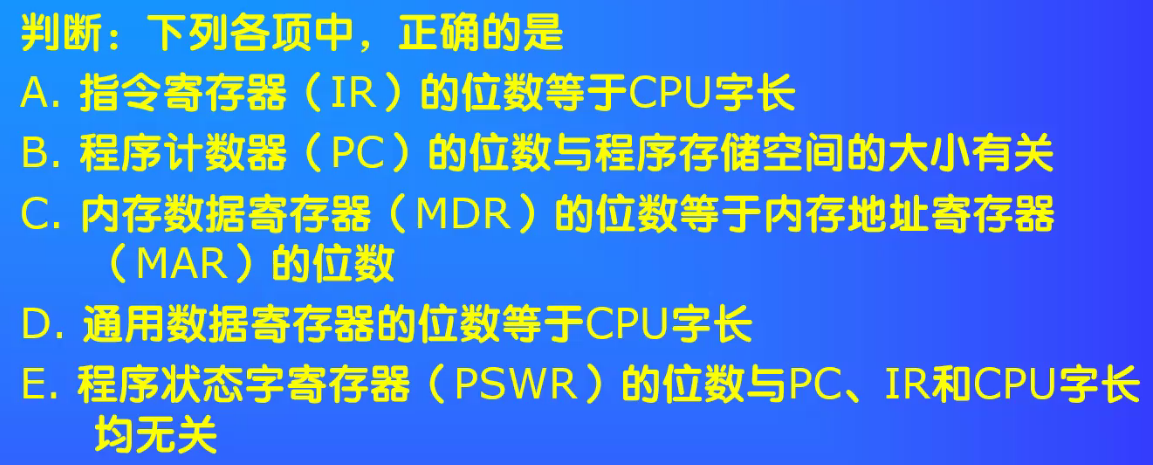 判断：下列各项中，正确的是
A. 指令寄存器（IR）的位数等于CPU字长
B. 程序计数器（PC）的位数与程序存储空间的大小有关
C. 内存数据寄存器（MDR）的位数等于内存地址寄存器
（MAR）的位数
D. 通用数据寄存器的位数等于CPU字长
E. 程序状态字寄存器（PSWR）的位数与PC、IR和CPU字长
均无关